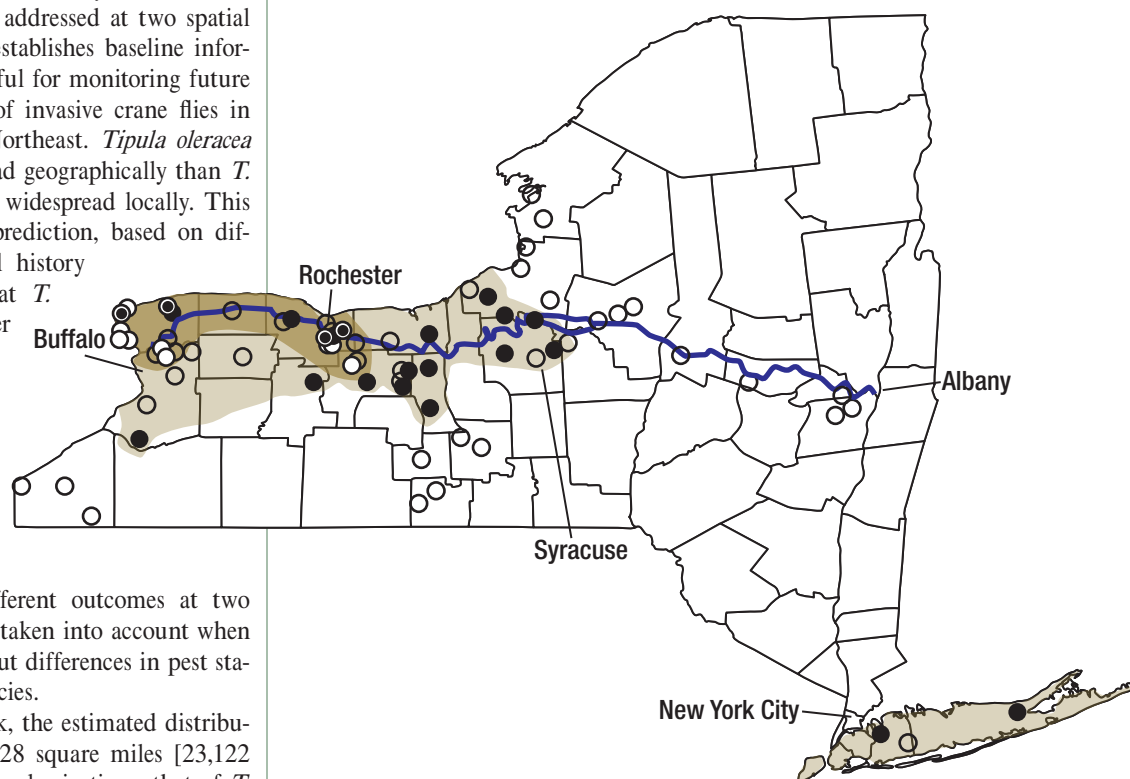 addressed at two spatial
establishes baseline infor-
ful for monitoring future
of invasive crane flies in
Northeast. Tipula oleracea
geographically than T.
widespread locally. This
prediction, based on dif-
history
at T.
Rochester
Buffalo
Albany
Syracuse
fferent outcomes at two
taken into account when
ut differences in pest sta-
cies.
the estimated distribu-
28 square miles [23,122
that of T.
New York City